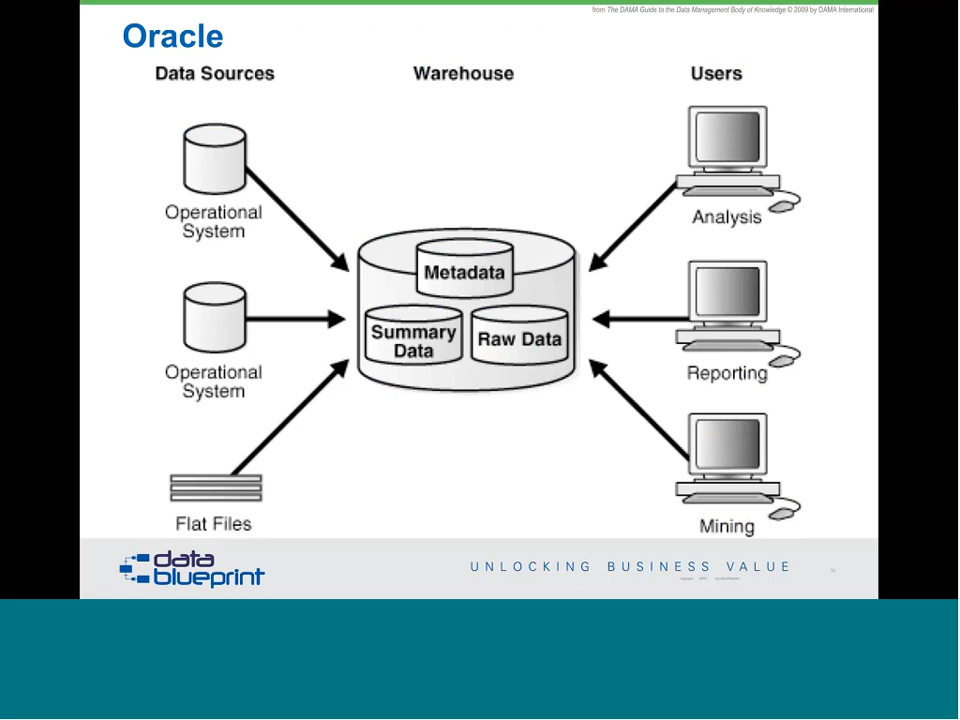 from The DAMA Guide to the Data Management Body of Knowledge © 2009 by DAMA International
Oracle
Data Sources
Warehouse
Users
Operational
System
Analysis
Metadata
Summary
Data
Raw Data
Operational
System
Reporting
Flat Files
Mining
data
blueprint
UNLOCKING BUSINESS VALUE